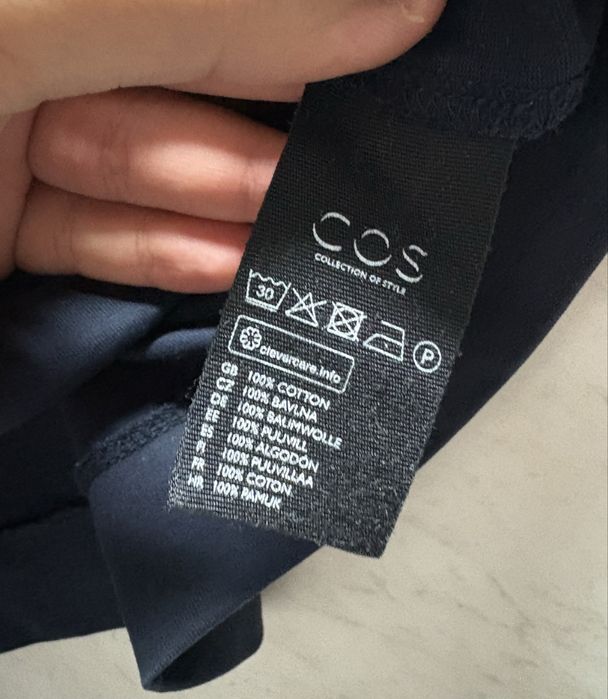 COS
COLLECTION OF STYLE
30
P
clevercare.info
GB 100% COTTON
CZ 100% BAVLNA
DE 100% BAUMWOLLE
EE 100% PUUVILL
ES 100% ALGODÓN
FI 100% PUUVILLAA
FR 100% COTON
HR 100% PAMUK